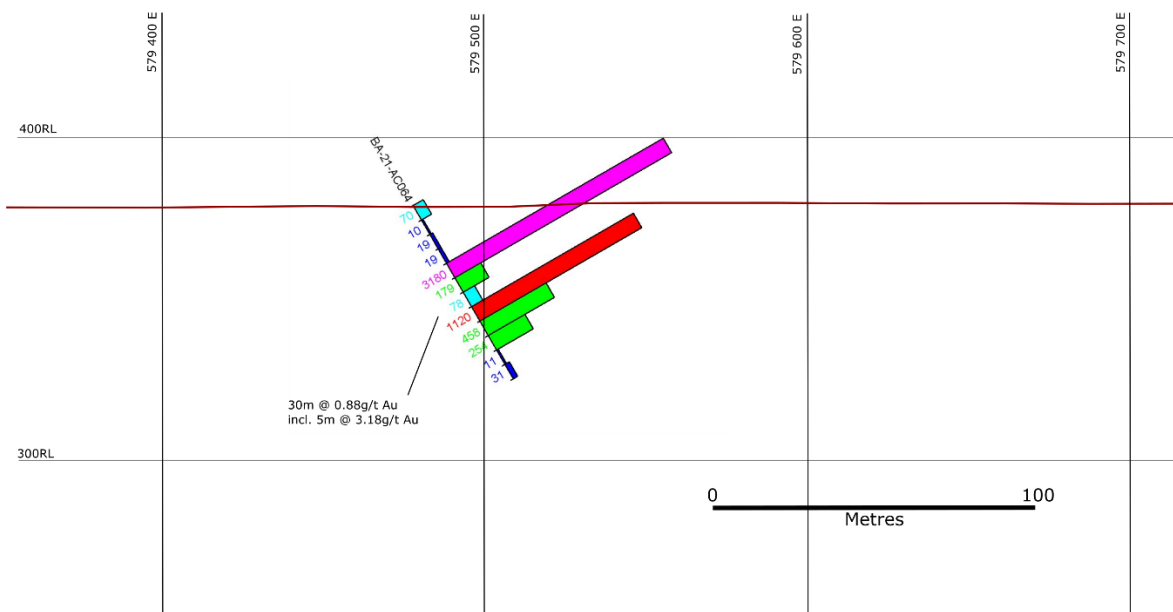 579 400 E
579 500 E
579 600 E
579 700 E
400RL
BA-21-AC064
70
10
19
19
3180
179
78
1120
458
254
11
31
30m @ 0.88g/t Au
incl. 5m @ 3.18g/t Au
300RL
0 100
Metres